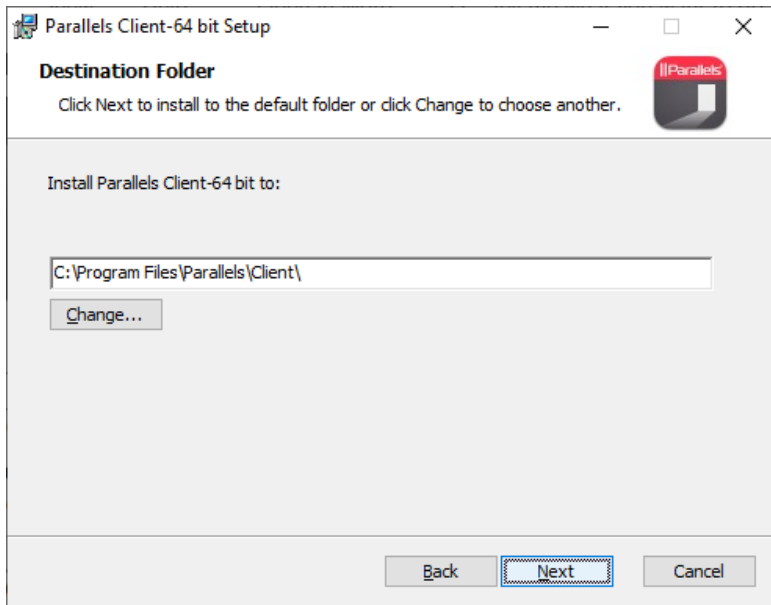 Parallels Client-64 bit Setup
Destination Folder
Click Next to install to the default folder or click Change to choose another.
||Parallels
Install Parallels Client-64 bit to:
C:\Program Files\Parallels\Client\
Change...
Back Next Cancel